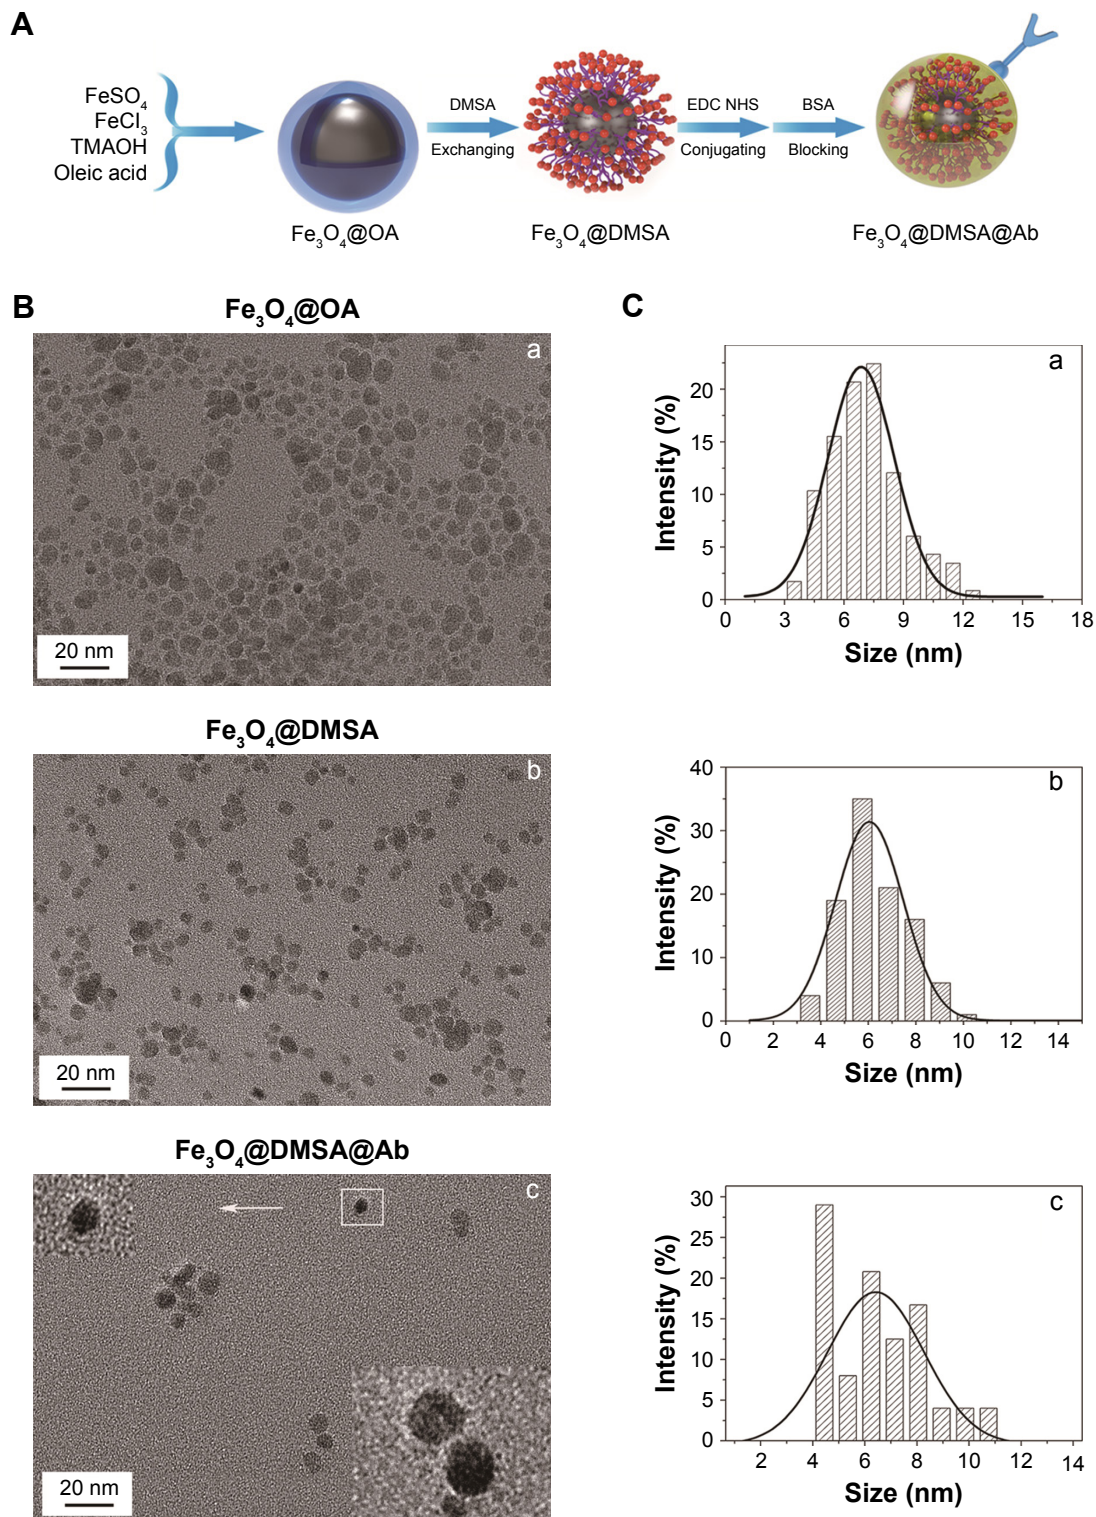 A
FeSO4
FeCl3
TMAOH
Oleic acid
DMSA
Exchanging
EDC NHS
Conjugating
BSA
Blocking
Fe3O4@OA
Fe3O4@DMSA
Fe3O4@DMSA@Ab
B
Fe3O4@OA
a
20 nm
Fe3O4@DMSA
b
20 nm
Fe3O4@DMSA@Ab
c
20 nm
C
a
Intensity (%)
20
15
10
5
0
0 3 6 9 12 15 18
Size (nm)
b
Intensity (%)
40
30
20
10
0
0 2 4 6 8 10 12 14
Size (nm)
c
Intensity (%)
30
25
20
15
10
5
0
2 4 6 8 10 12 14
Size (nm)